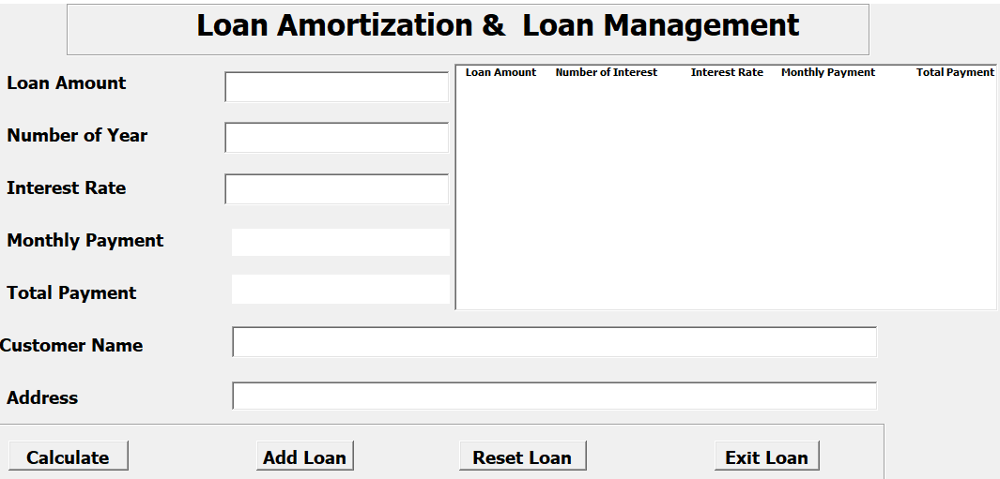 Loan Amortization & Loan Management
Loan Amount
Number of Year
Interest Rate
Monthly Payment
Total Payment
Loan Amount Number of Interest Interest Rate Monthly Payment Total Payment
Customer Name
Address
Calculate Add Loan Reset Loan Exit Loan